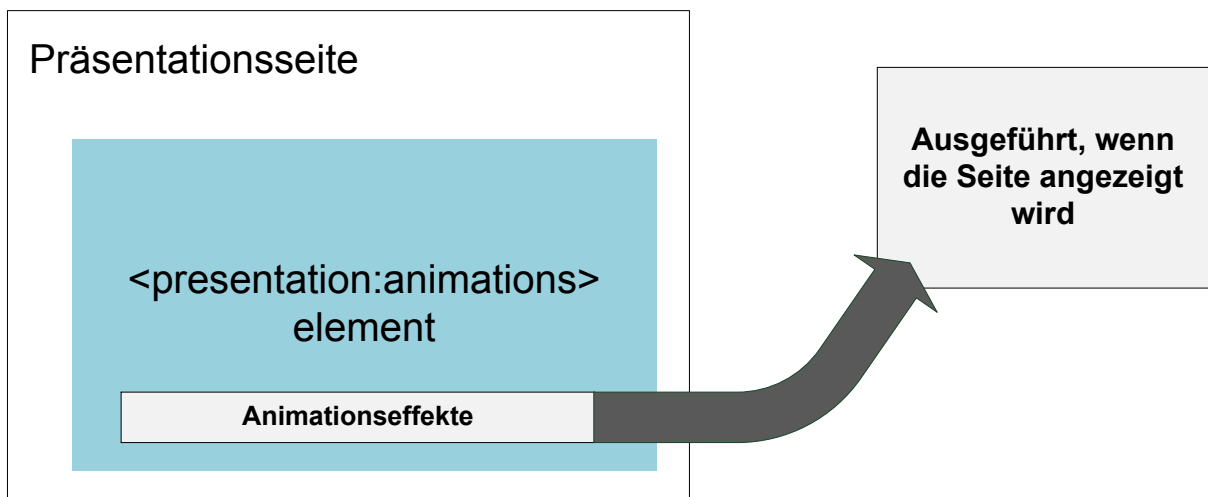 Präsentationsseite
Ausgeführt, wenn
die Seite angezeigt
wird
<presentation:animations>
element
Animationseffekte